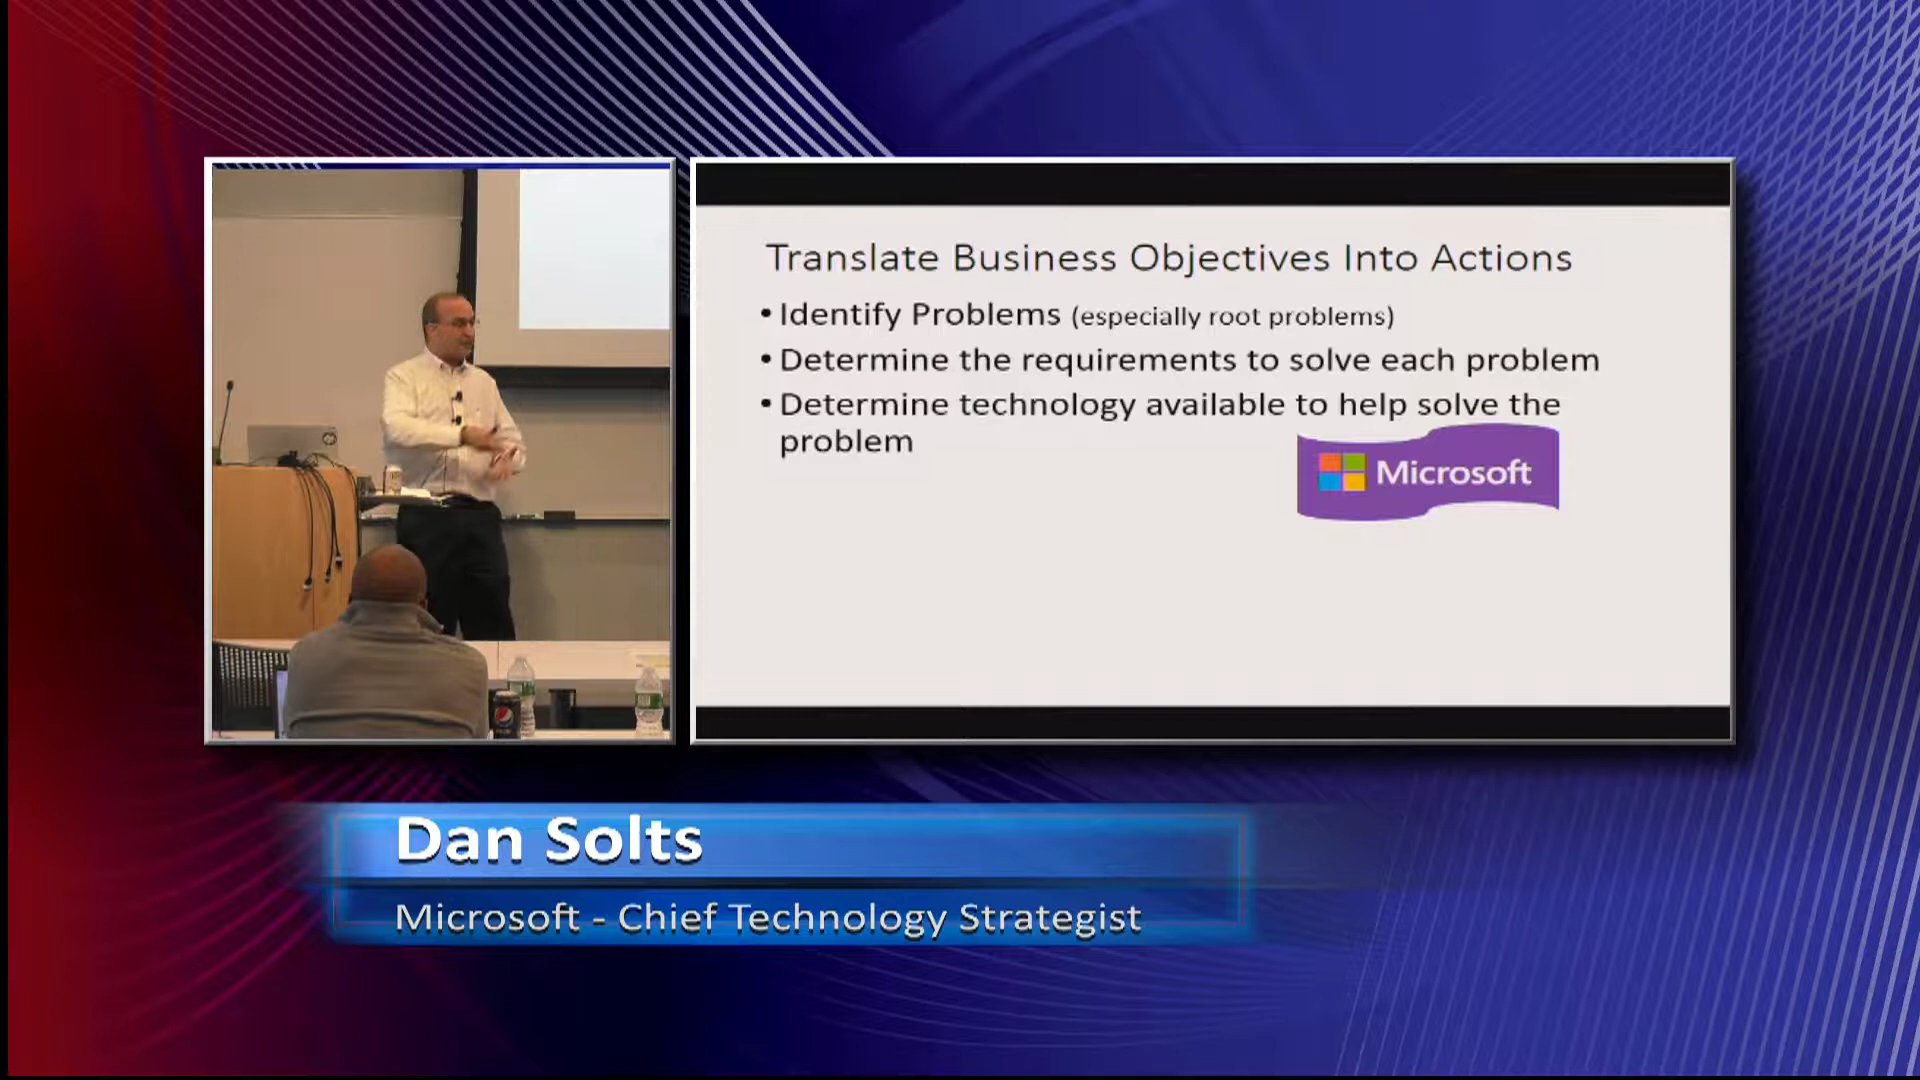 Translate Business Objectives Into Actions
• Identify Problems (especially root problems)
• Determine the requirements to solve each problem
• Determine technology available to help solve the
problem
Microsoft
Dan Solts
Microsoft - Chief Technology Strategist